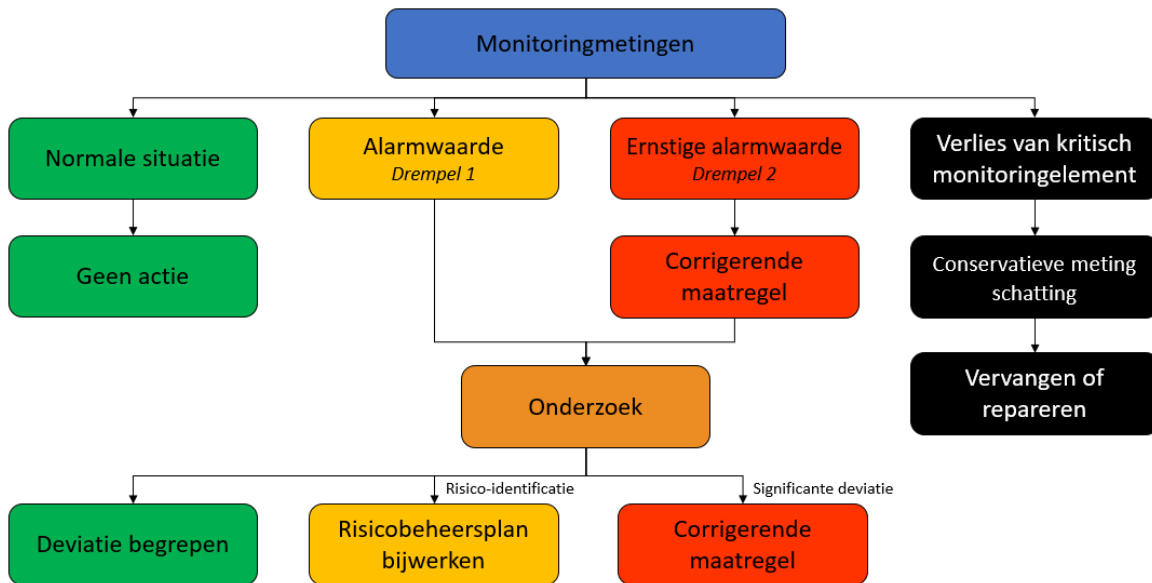 Monitoringmetingen
Normale situatie
Alarmwaarde
Drempel 1
Ernstige alarmwaarde
Drempel 2
Verlies van kritisch
monitoringelement
Geen actie
Corrigerende
maatregel
Conservatieve meting
schatting
Onderzoek
Vervangen of
repareren
Risico-identificatie
Significante deviatie
Deviatie begrepen
Risicobeheersplan
bijwerken
Corrigerende
maatregel